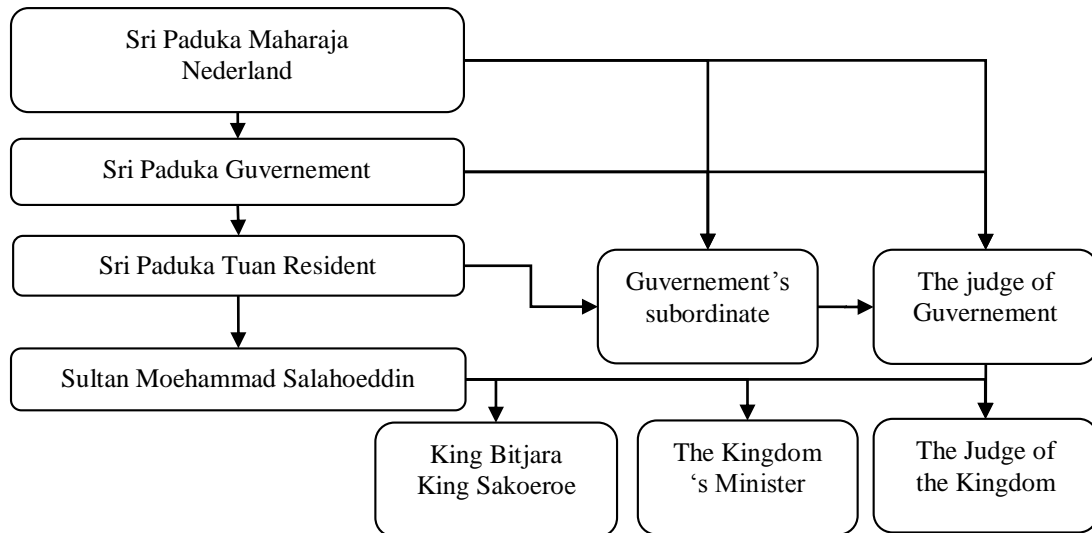 Sri Paduka Maharaja
Nederland
Sri Paduka Guvernement
Sri Paduka Tuan Resident
Guvernement’s
subordinate
The judge of
Guvernement
Sultan Moehammad Salahoeddin
King Bitjara
King Sakoeroe
The Kingdom
‘s Minister
The Judge of
the Kingdom